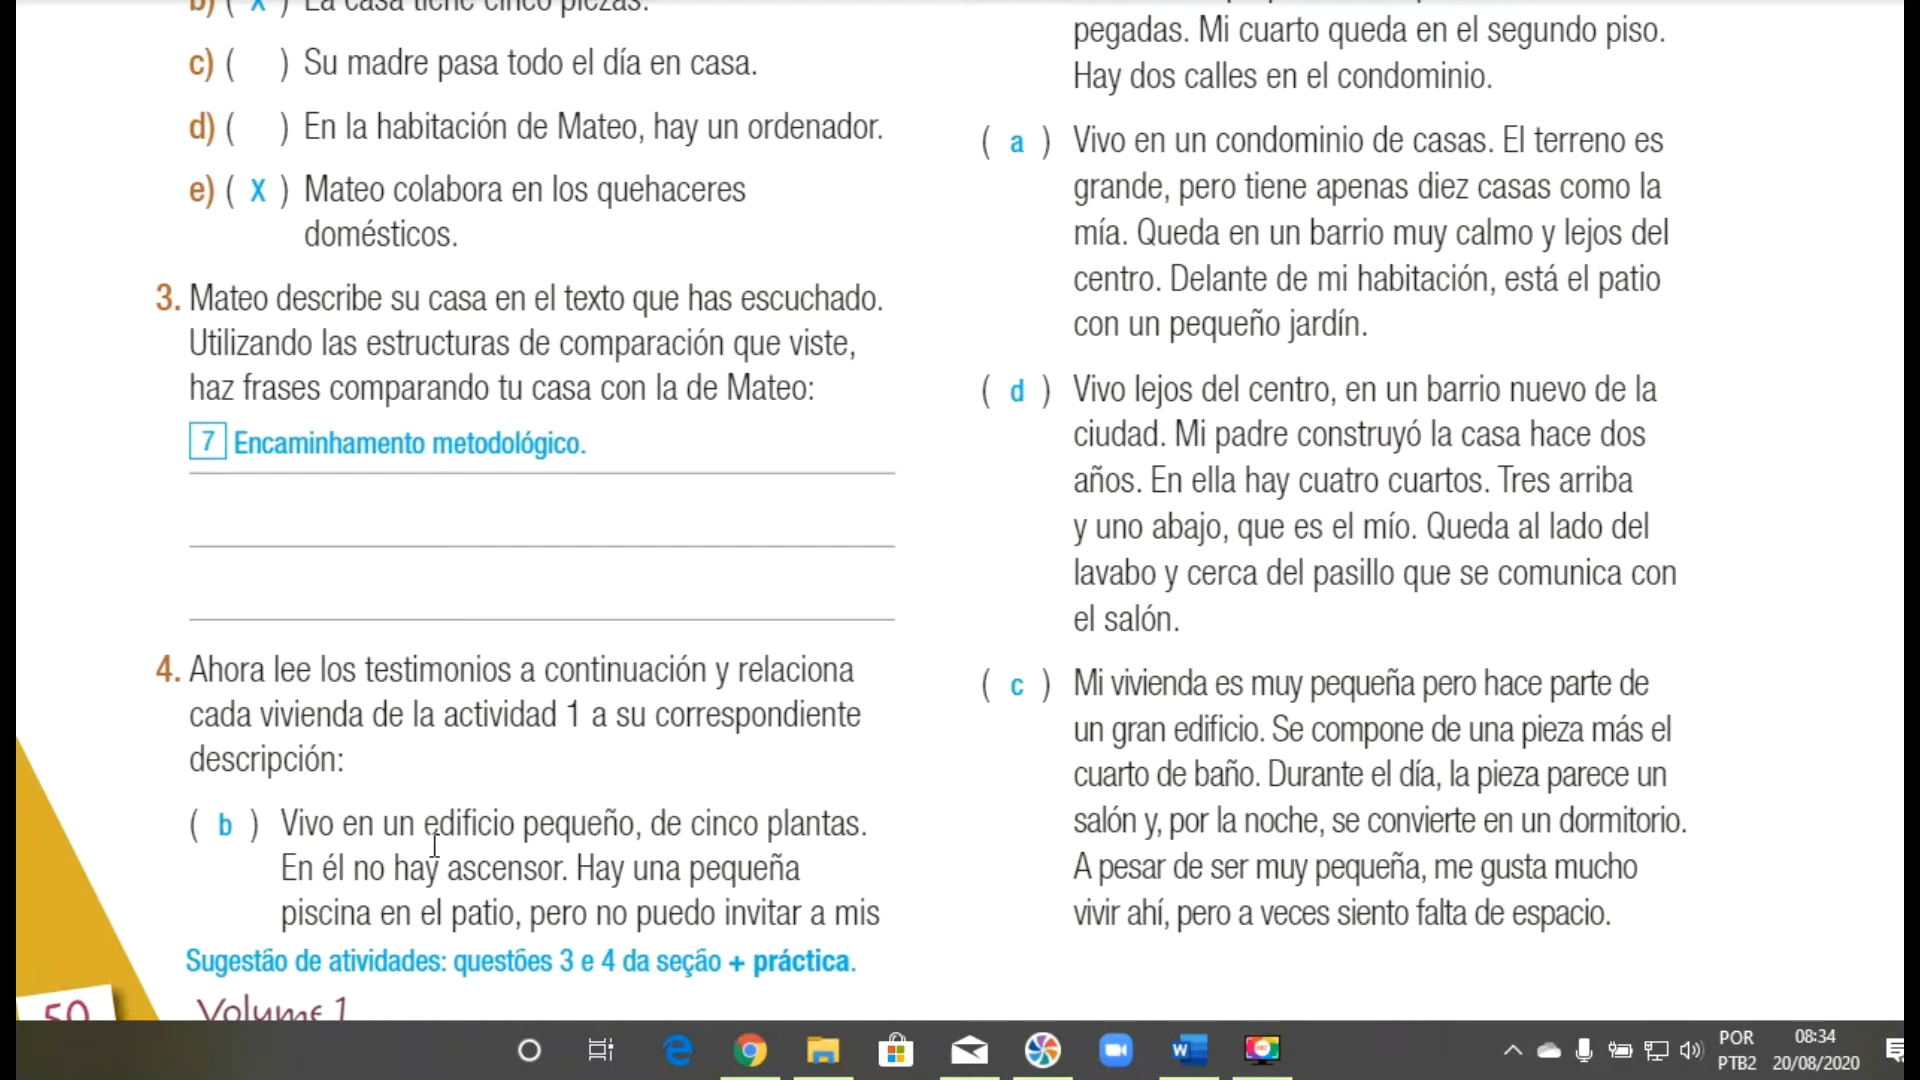 b) ( X ) La casa tiene cinco piezas.
c) (   ) Su madre pasa todo el día en casa.
d) (   ) En la habitación de Mateo, hay un ordenador.
e) ( X ) Mateo colabora en los quehaceres
domésticos.
3. Mateo describe su casa en el texto que has escuchado.
Utilizando las estructuras de comparación que viste,
haz frases comparando tu casa con la de Mateo:
7 Encaminhamento metodológico.
4. Ahora lee los testimonios a continuación y relaciona
cada vivienda de la actividad 1 a su correspondiente
descripción:
( b ) Vivo en un edificio pequeño, de cinco plantas.
En él no hay ascensor. Hay una pequeña
piscina en el patio, pero no puedo invitar a mis
Sugestão de atividades: questões 3 e 4 da seção + práctica.
50
Volume 1
pegadas. Mi cuarto queda en el segundo piso.
Hay dos calles en el condominio.
( a ) Vivo en un condominio de casas. El terreno es
grande, pero tiene apenas diez casas como la
mía. Queda en un barrio muy calmo y lejos del
centro. Delante de mi habitación, está el patio
con un pequeño jardín.
( d ) Vivo lejos del centro, en un barrio nuevo de la
ciudad. Mi padre construyó la casa hace dos
años. En ella hay cuatro cuartos. Tres arriba
y uno abajo, que es el mío. Queda al lado del
lavabo y cerca del pasillo que se comunica con
el salón.
( c ) Mi vivienda es muy pequeña pero hace parte de
un gran edificio. Se compone de una pieza más el
cuarto de baño. Durante el día, la pieza parece un
salón y, por la noche, se convierte en un dormitorio.
A pesar de ser muy pequeña, me gusta mucho
vivir ahí, pero a veces siento falta de espacio.
POR
PTB2
08:34
20/08/2020